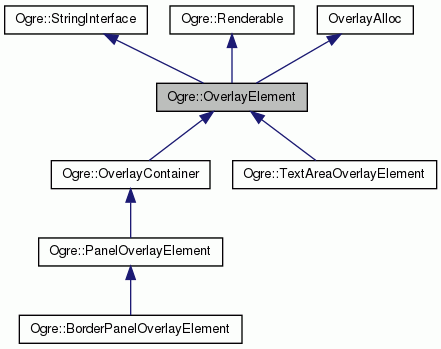 Ogre::StringInterface
Ogre::Renderable
OverlayAlloc
Ogre::OverlayElement
Ogre::OverlayContainer
Ogre::TextAreaOverlayElement
Ogre::PanelOverlayElement
Ogre::BorderPanelOverlayElement